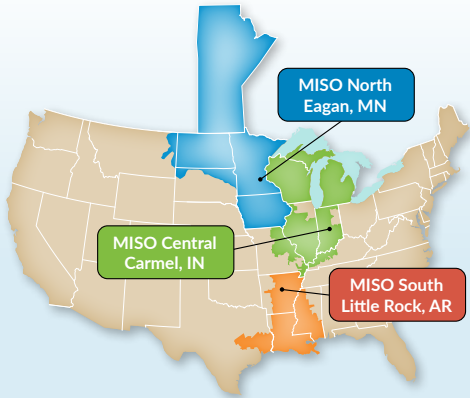 MISO North
Eagan, MN
MISO Central
Carmel, IN
MISO South
Little Rock, AR